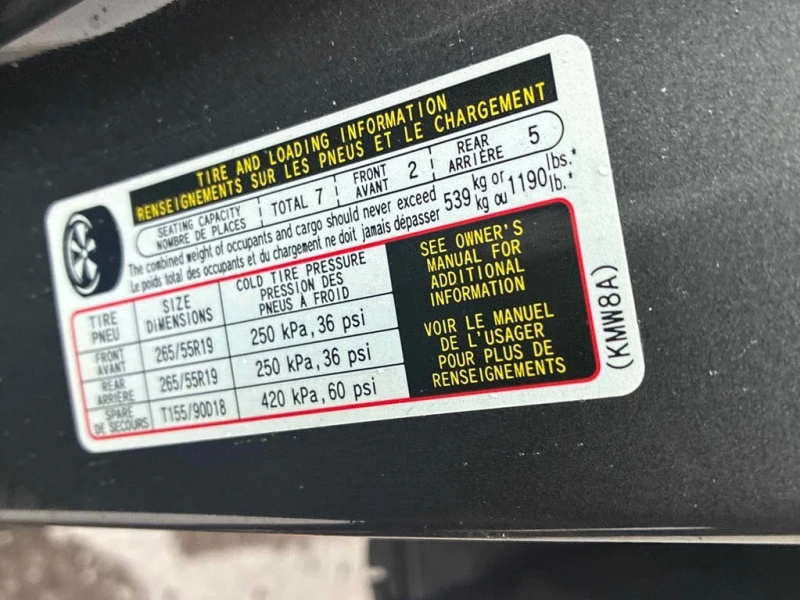 TIRE AND LOADING INFORMATION
RENSEIGNEMENTS SUR LES PNEUS ET LE CHARGEMENT
SEATING CAPACITY
NOMBRE DE PLACES
TOTAL 7
FRONT
AVANT
2
REAR
ARRIÈRE
5
The combined weight of occupants and cargo should never exceed
Le poids total des occupants et du chargement ne doit jamais dépasser
539
kg or
kg ou
1190
lbs.*
lb.*
TIRE
PNEU
SIZE
DIMENSIONS
COLD TIRE PRESSURE
PRESSION DES
PNEUS A FROID
FRONT
AVANT
265/55R19
250 kPa, 36 psi
REAR
ARRIÈRE
265/55R19
250 kPa, 36 psi
SPARE
DE SECOURS
T155/90D18
420 kPa, 60 psi
SEE OWNER'S
MANUAL FOR
ADDITIONAL
INFORMATION
VOIR LE MANUEL
DE L'USAGER
POUR PLUS DE
RENSEIGNEMENTS
(KMW8A)